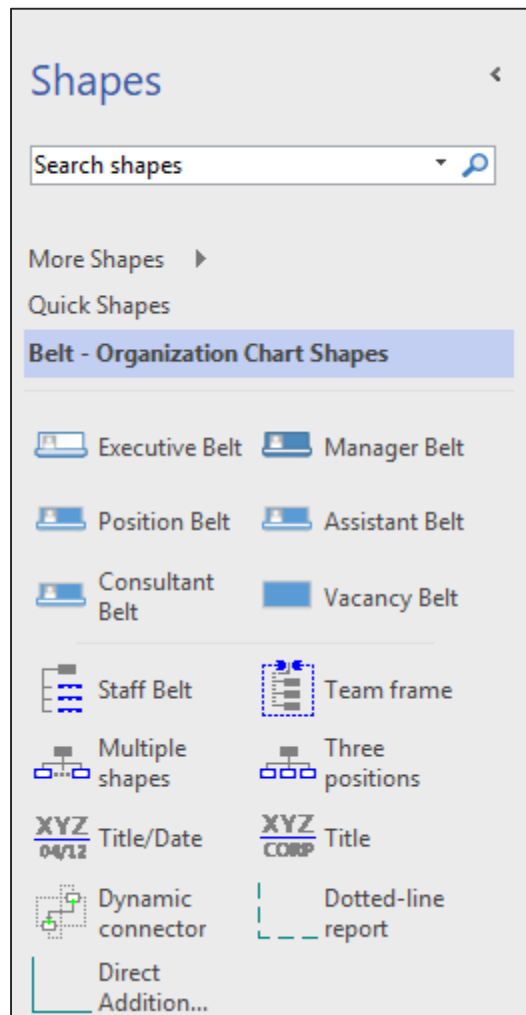 Shapes
Search shapes
More Shapes
Quick Shapes
Belt - Organization Chart Shapes
Executive Belt
Manager Belt
Position Belt
Assistant Belt
Consultant
Belt
Vacancy Belt
Staff Belt
Team frame
Multiple
shapes
Three
positions
XYZ
04/12
Title/Date
XYZ
CORP
Title
Dynamic
connector
Dotted-line
report
Direct
Addition...